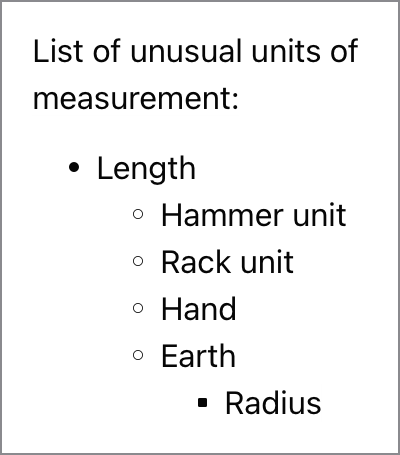 List of unusual units of
measurement:
• Length
◦ Hammer unit
◦ Rack unit
◦ Hand
◦ Earth
▪ Radius